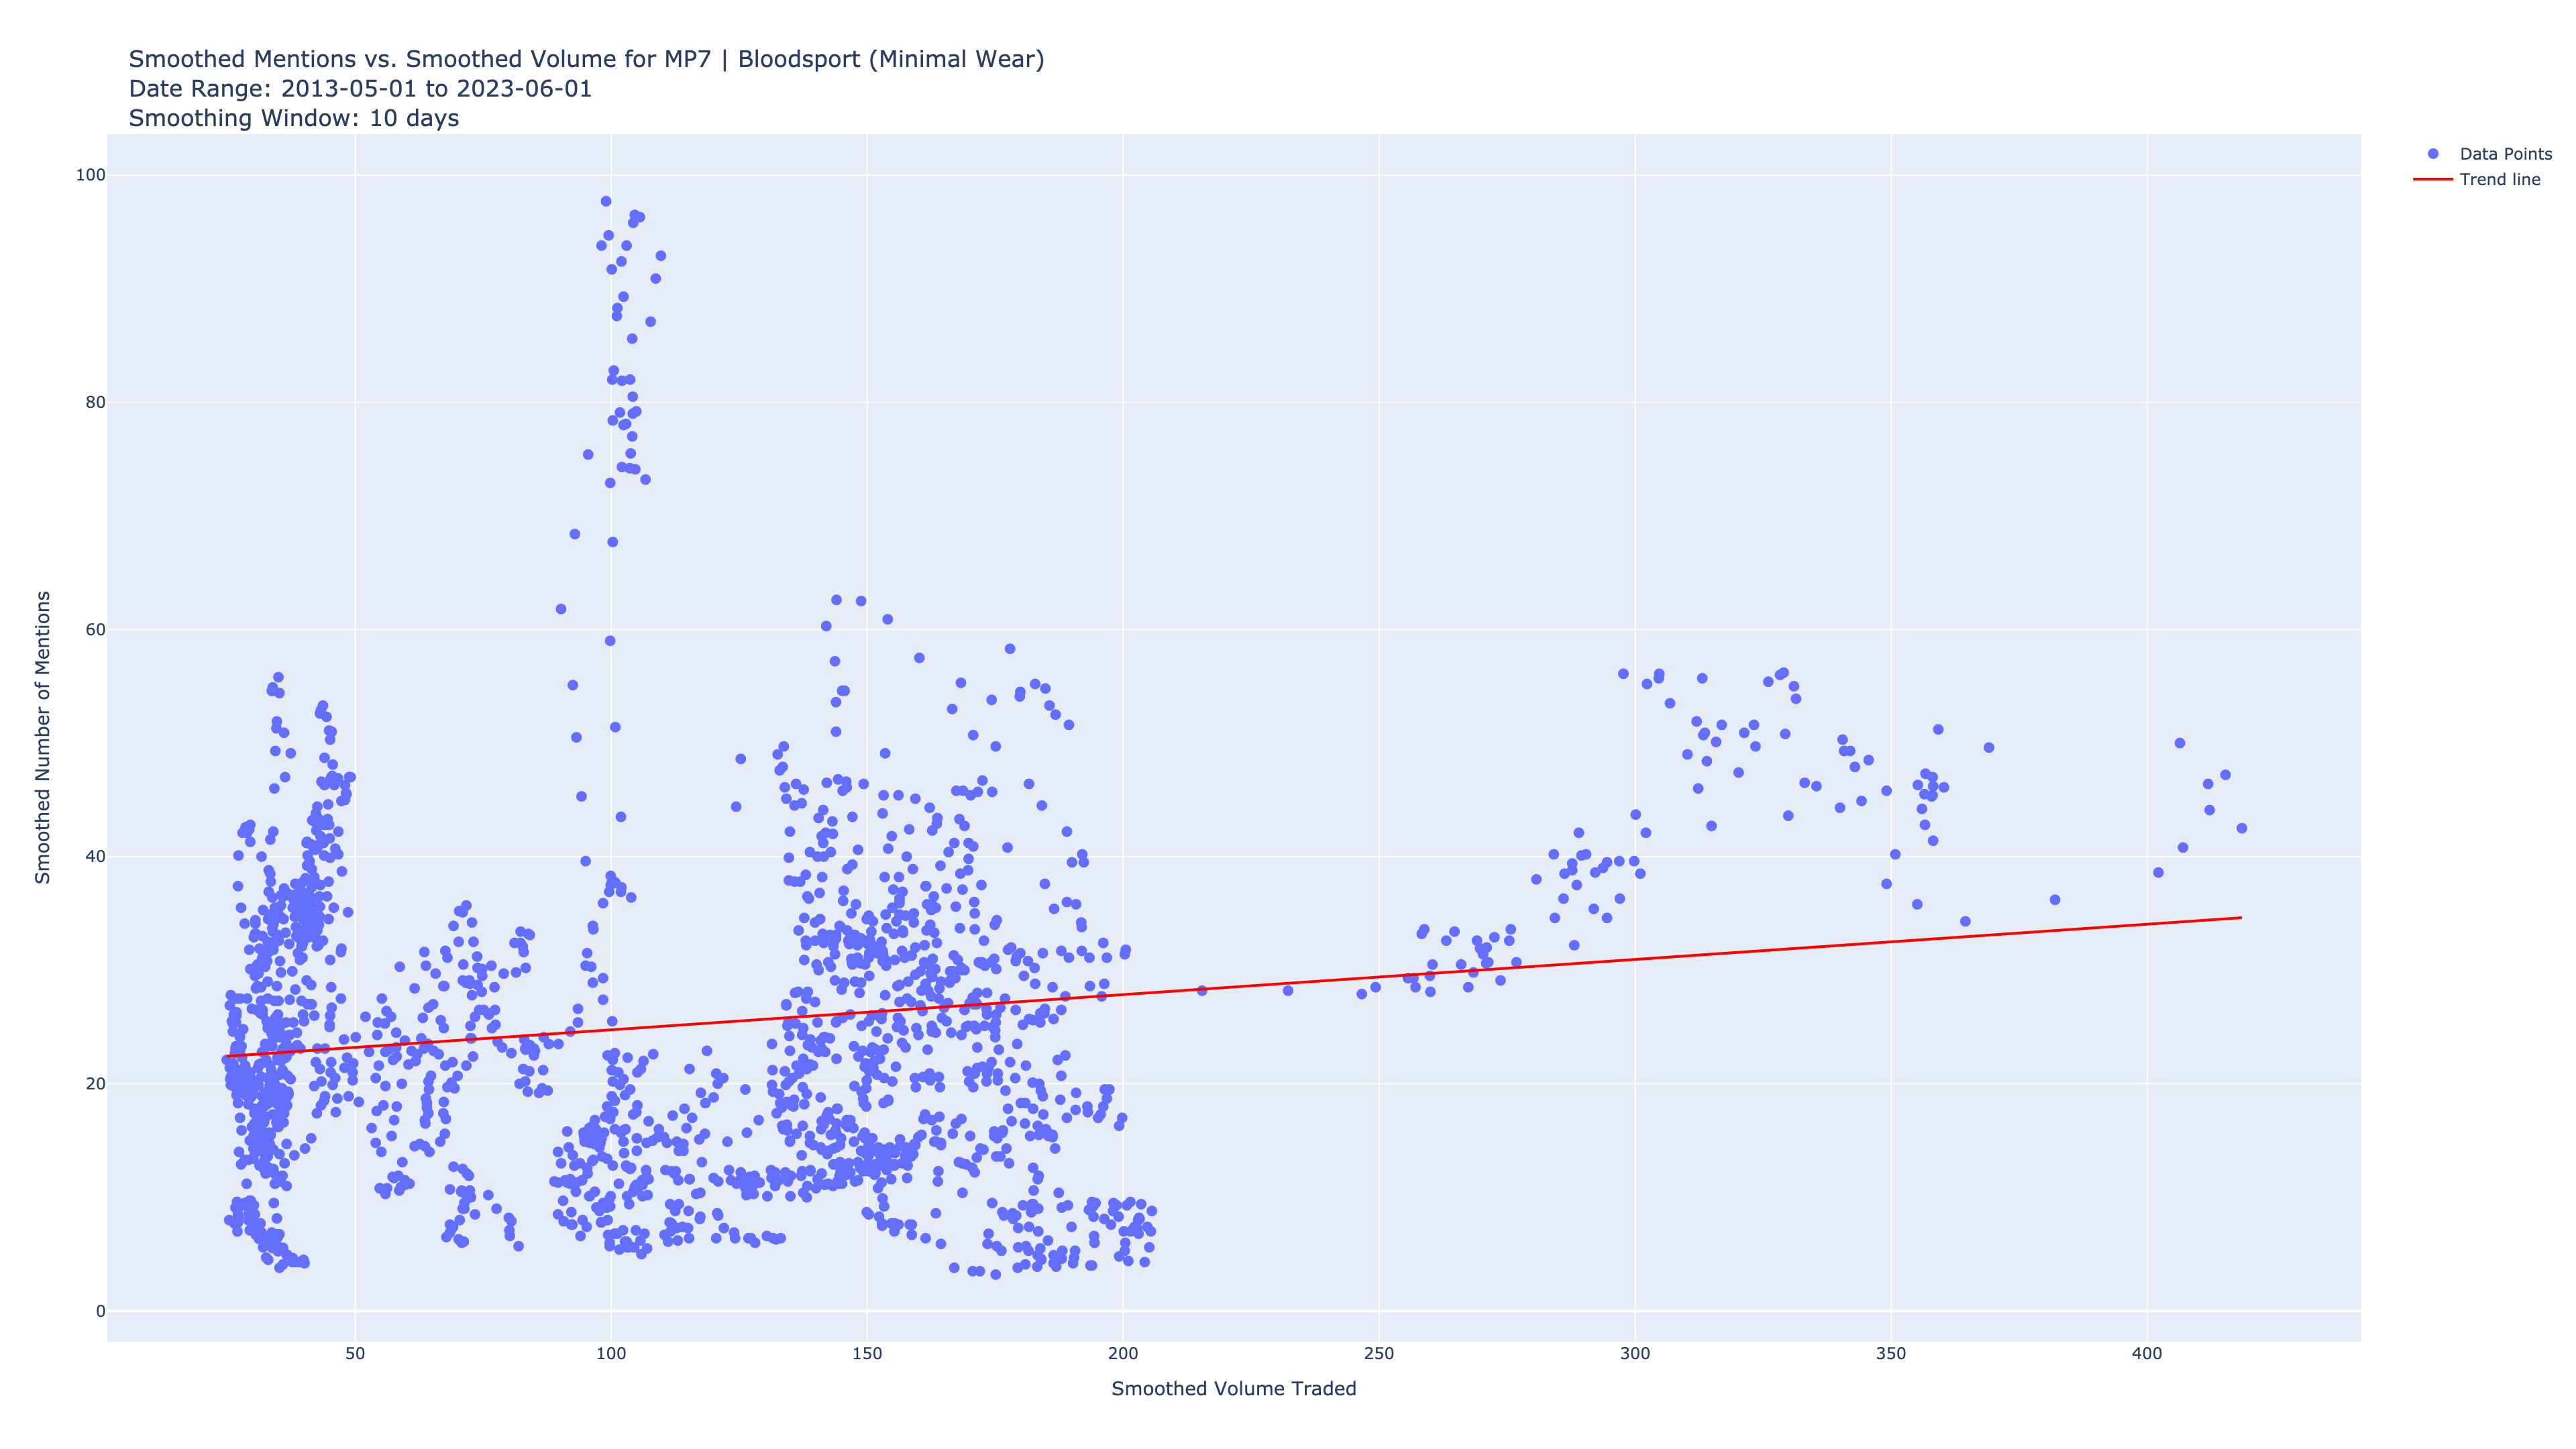 Smoothed Mentions vs. Smoothed Volume for MP7 | Bloodsport (Minimal Wear)
Date Range: 2013-05-01 to 2023-06-01
Smoothing Window: 10 days
Data Points
Trend line
100
80
60
40
20
0
Smoothed Number of Mentions
50 100 150 200 250 300 350 400
Smoothed Volume Traded